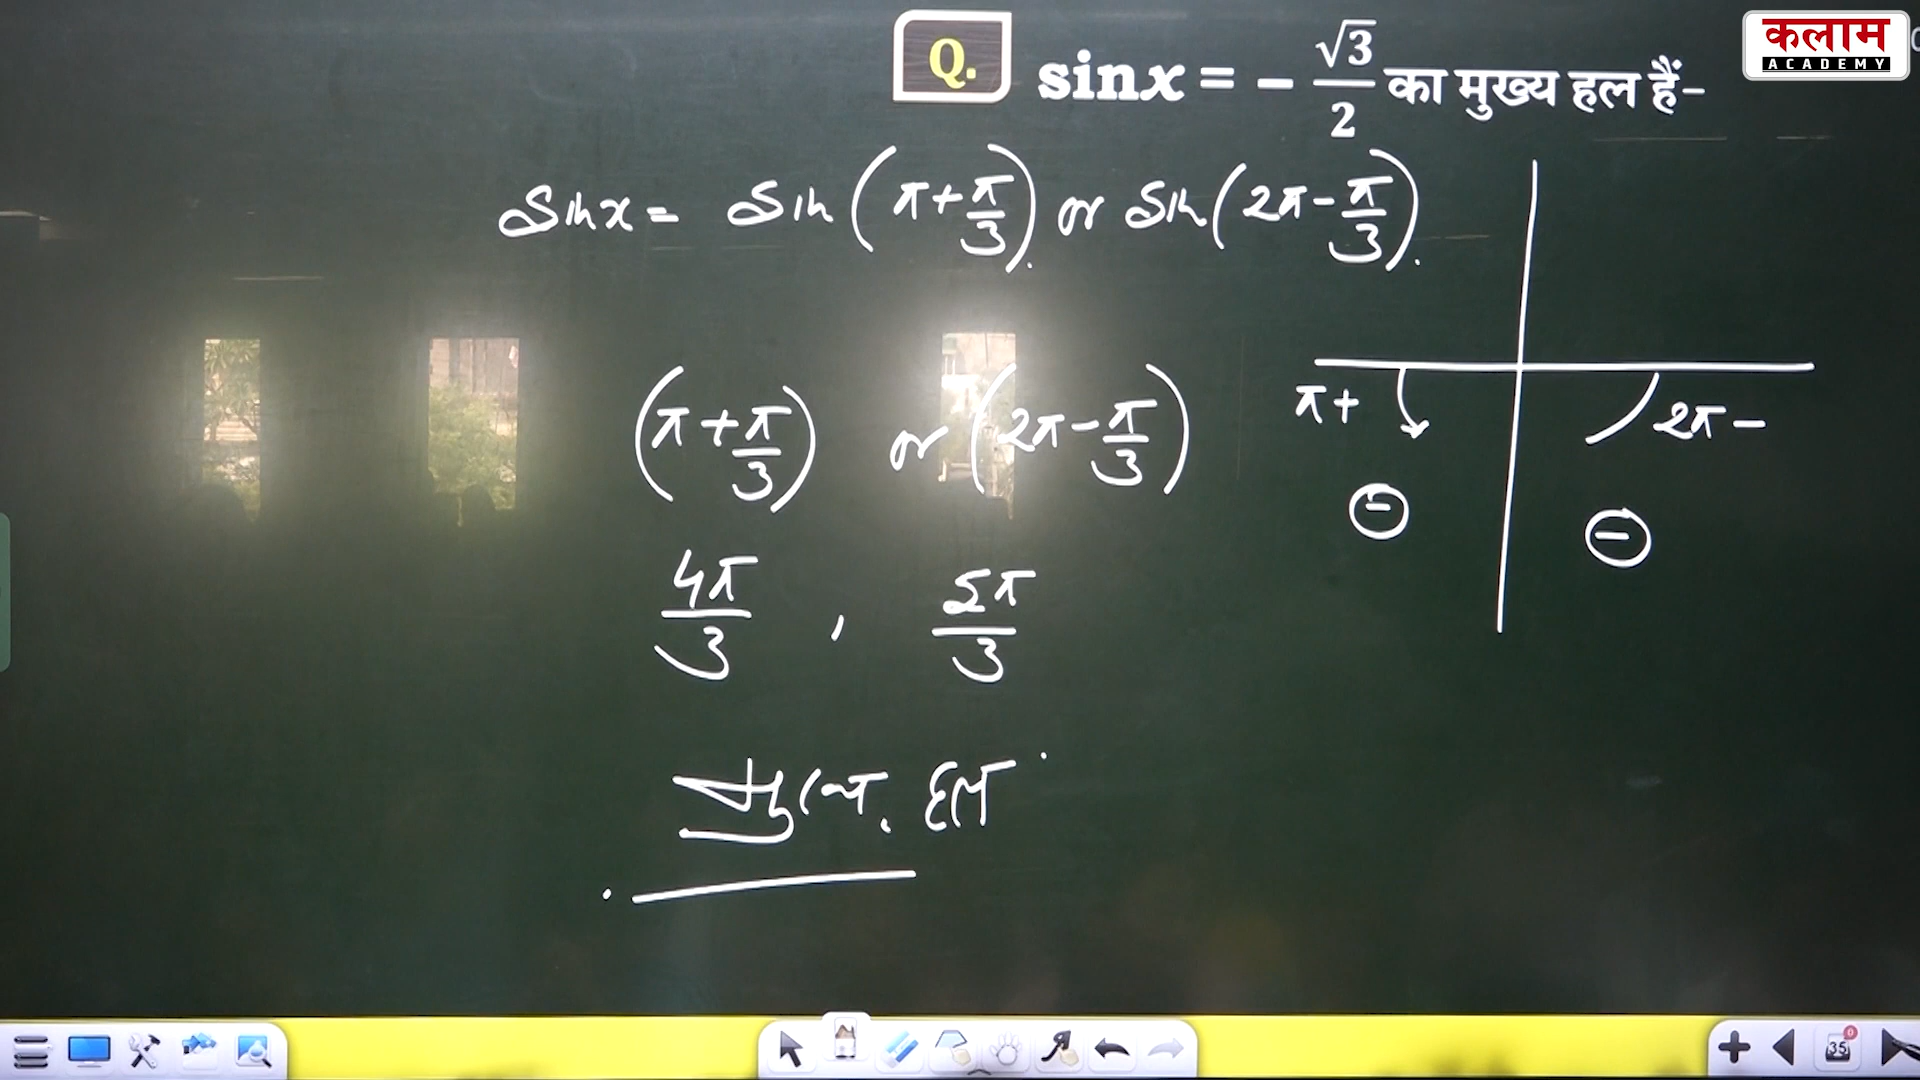 कलाम
ACADEMY
Q. sinx = - √3/2 का मुख्य हल हैं-
Sinx = Sin(π+π/3) or Sin(2π-π/3).
(π+π/3) or (2π-π/3)
π+ 2π-
- -
4π/3 , 5π/3
मुख्य हल
35